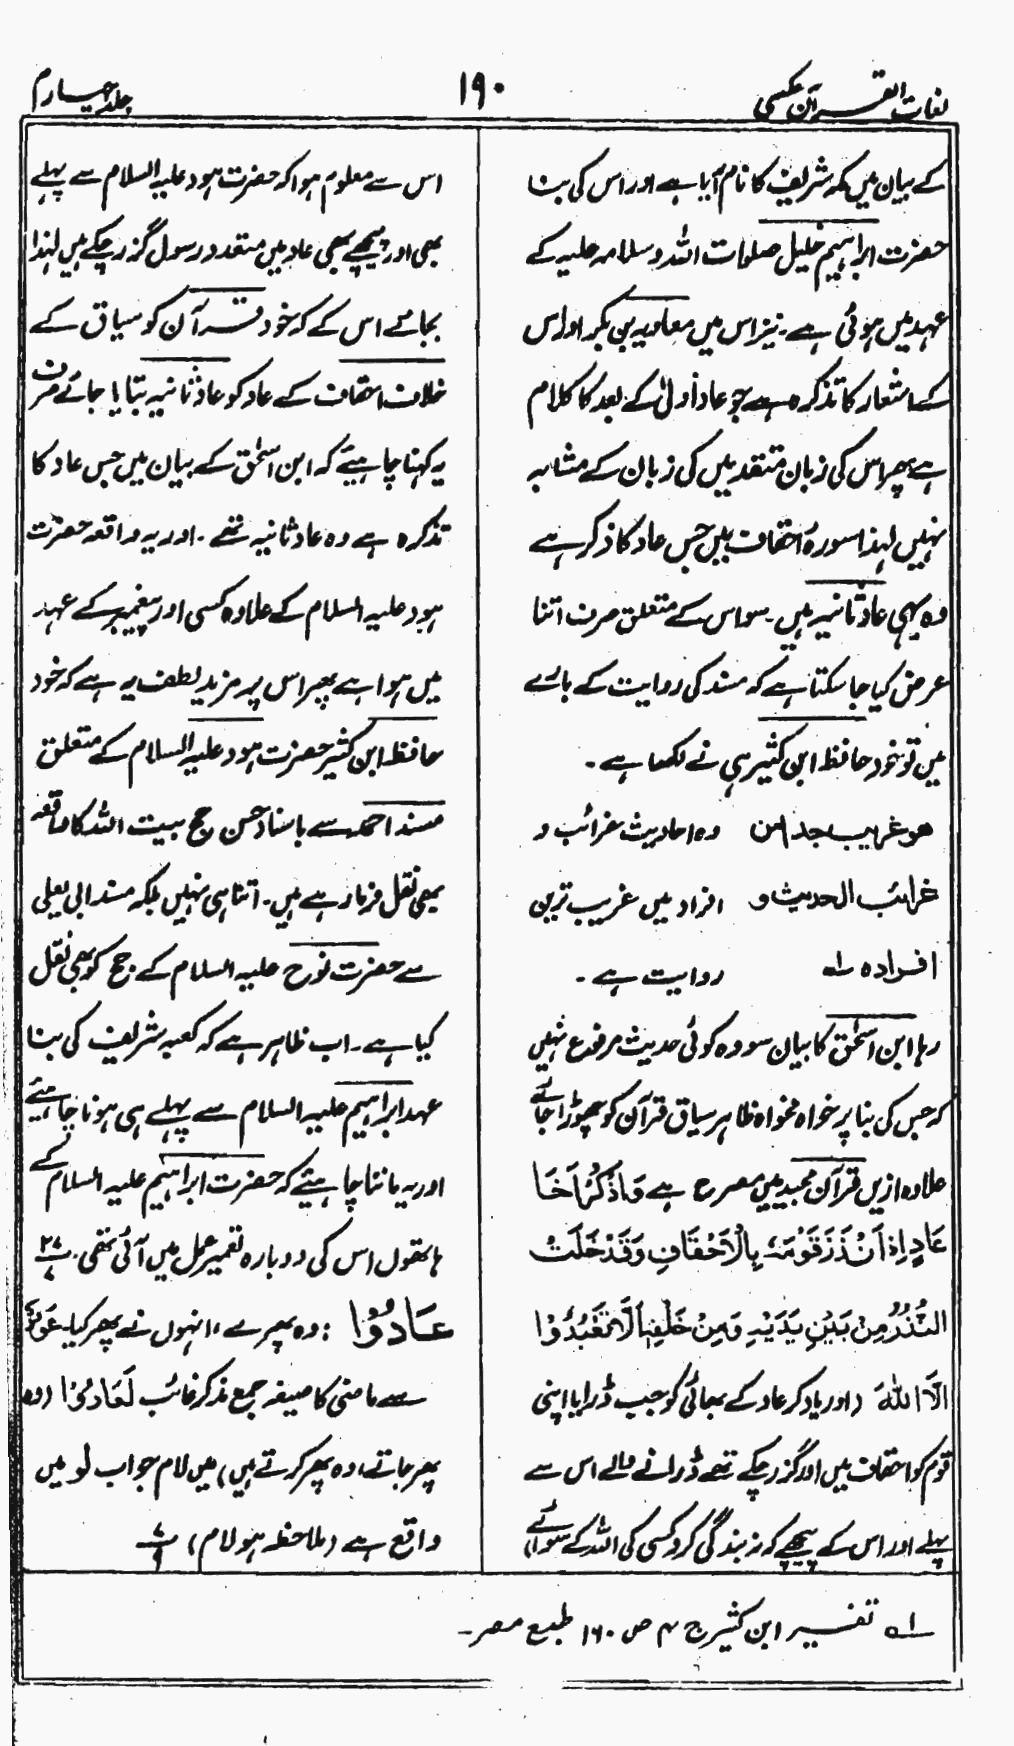 لغات القرآن عکسی
۱۹۰
جلد چہارم
کے بیان میں مکہ شریف کا نام آیا ہے اور اس کی بنا
حضرت ابراہیم خلیل صلوات اللہ وسلامہ علیہ کے
عہد میں ہوئی ہے۔ نیز اس میں معاویہ بن بکر اور اس
کے اشعار کا تذکرہ ہے جو عاد اُولیٰ کے بعد کا کلام
ہے پھر اس کی زبان متقدمین کی زبان کے مشابہ
نہیں لہذا سورۂ احقاف میں جس عاد کا ذکر ہے
وہ یہی عاد ثانیہ ہیں۔ سو اس کے متعلق صرف اتنا
عرض کیا جا سکتا ہے کہ مسند کی روایت کے بارے
میں تو خود حافظ ابن کثیر ہی نے لکھا ہے۔
ھو غریب جدا من وہ احادیث غرائب و
غرائب الحدیث و افراد میں غریب ترین
افرادہ لہ روایت ہے۔
رہا ابن اسحٰق کا بیان سو وہ کوئی حدیث مرفوع نہیں
کہ جس کی بنا پر خواہ مخواہ ظاہر سیاق قرآن کو چھوڑا جائے
علاوہ ازیں قرآن مجید میں مصرح ہے وَاذْكُرْ اَخَا
عَادٍ اِذْ اَنْذَرَ قَوْمَهٗ بِالْاَحْقَافِ وَقَدْ خَلَتْ
النُّذُرُ مِنْ بَيْنِ يَدَيْهِ وَمِنْ خَلْفِهٖ اَلَّا تَعْبُدُوْا
اِلَّا اللّٰهَ (اور یاد کر عاد کے بھائی کو جب ڈرایا اپنی
قوم کو احقاف میں اور گزر چکے تھے ڈرانے والے اس سے
پہلے اور اس کے پیچھے کہ نہ بندگی کرو کسی کی اللہ کے سوائے)
اس سے معلوم ہوا کہ حضرت ہود علیہ السلام سے پہلے
بھی اور پیچھے بھی عاد میں متعدد رسول گزر چکے ہیں لہٰذا
بجائے اس کے کہ خود قرآن کو سیاق کے
خلاف احقاف کے عاد کو عاد ثانیہ بتایا جائے صرف
یہ کہنا چاہیئے کہ ابن اسحٰق کے بیان میں جس عاد کا
تذکرہ ہے وہ عاد ثانیہ تھے۔ اور یہ واقعہ حضرت
ہود علیہ السلام کے علاوہ کسی اور پیغمبر کے عہد
میں ہوا ہے پھر اس پر مزید لطف یہ ہے کہ خود
حافظ ابن کثیر حضرت ہود علیہ السلام کے متعلق
مسند احمد سے باسناد حسن حج بیت اللہ کا واقعہ
بھی نقل فرما رہے ہیں۔ اتنا ہی نہیں بلکہ مسند ابی یعلی
سے حضرت نوح علیہ السلام کے حج کو بھی نقل
کیا ہے۔ اب ظاہر ہے کہ کعبہ شریف کی بنا
عہد ابراہیم علیہ السلام سے پہلے ہی ہونا چاہیئے
اور یہ ماننا چاہیئے کہ حضرت ابراہیم علیہ السلام کے
ہاتھوں اس کی دوبارہ تعمیر عمل میں آئی تھی۔
عَادُوْا : وہ پھرے، انہوں نے پھر کیا۔ عَوْدٌ
سے ماضی کا صیغہ جمع مذکر غائب لَعَادُوْا (وہ
پھر جاتے، وہ پھر کرتے ہیں) میں لام جواب لو میں
واقع ہے (ملاحظہ ہو لام) ۷/۹
لہ تفسیر ابن کثیر ج ۴ ص ۱۶۰ طبع مصر۔